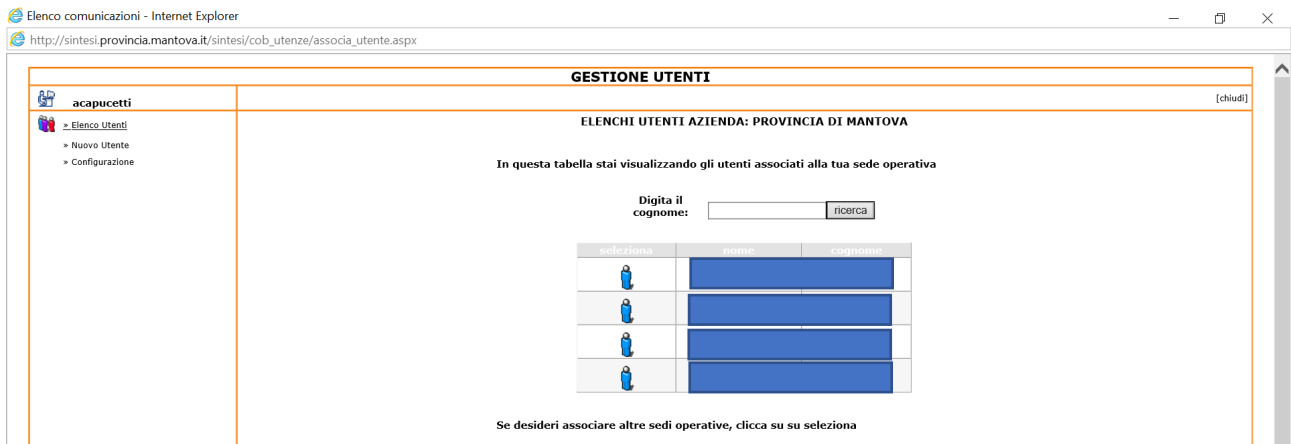 Elenco comunicazioni - Internet Explorer
http://sintesi.provincia.mantova.it/sintesi/cob_utenze/associa_utente.aspx
GESTIONE UTENTI
acapucetti
[chiudi]
» Elenco Utenti
» Nuovo Utente
» Configurazione
ELENCHI UTENTI AZIENDA: PROVINCIA DI MANTOVA
In questa tabella stai visualizzando gli utenti associati alla tua sede operativa
Digita il
cognome:
ricerca
seleziona nome cognome
Se desideri associare altre sedi operative, clicca su su seleziona